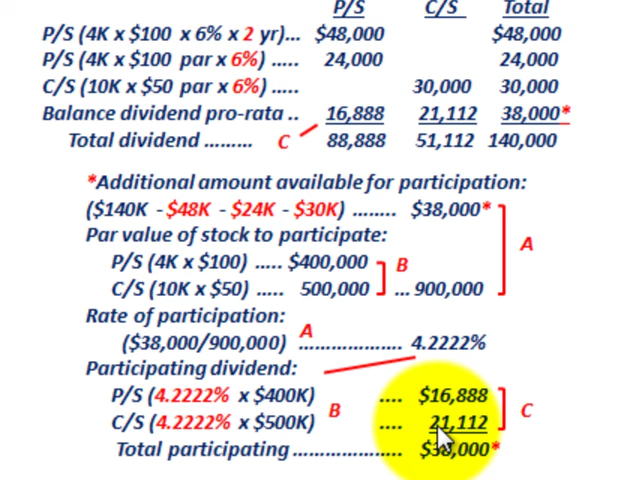 P/S C/S Total
P/S (4K x $100 x 6% x 2 yr)... $48,000 $48,000
P/S (4K x $100 par x 6%) ..... 24,000 24,000
C/S (10K x $50 par x 6%) ..... 30,000 30,000
Balance dividend pro-rata .. 16,888 21,112 38,000*
Total dividend ......... C 88,888 51,112 140,000
*Additional amount available for participation:
($140K - $48K - $24K - $30K) ........ $38,000*
Par value of stock to participate: A
P/S (4K x $100) ..... $400,000 B
C/S (10K x $50) ..... 500,000 ... 900,000
Rate of participation:
($38,000/900,000) A .................... 4.2222%
Participating dividend:
P/S (4.2222% x $400K) .... $16,888
B C
C/S (4.2222% x $500K) .... 21,112
Total participating ..................... $38,000*